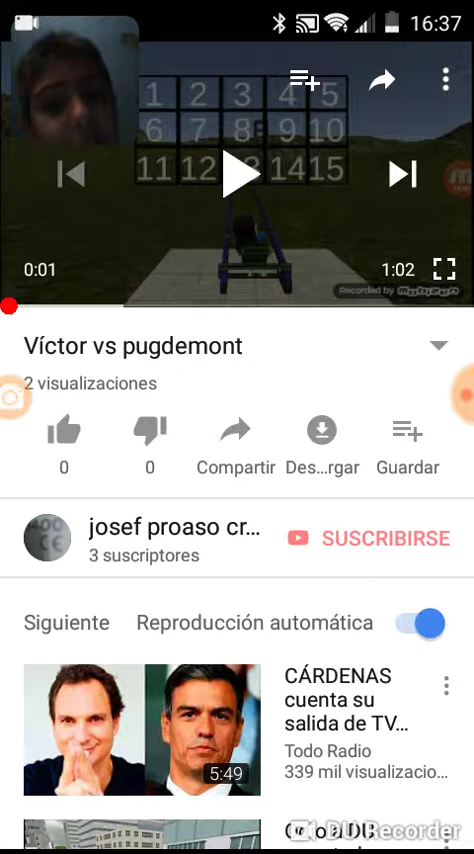 16:37
1 2 3 4 5
6 7 8 9 10
11 12 13 14 15
0:01
1:02
Recorded by Mobizen
Víctor vs pugdemont
2 visualizaciones
0
0
Compartir
Des...rgar
Guardar
josef proaso cr...
SUSCRIBIRSE
3 suscriptores
Siguiente
Reproducción automática
CÁRDENAS
cuenta su
salida de TV...
Todo Radio
339 mil visualizacio...
5:49
DU Recorder